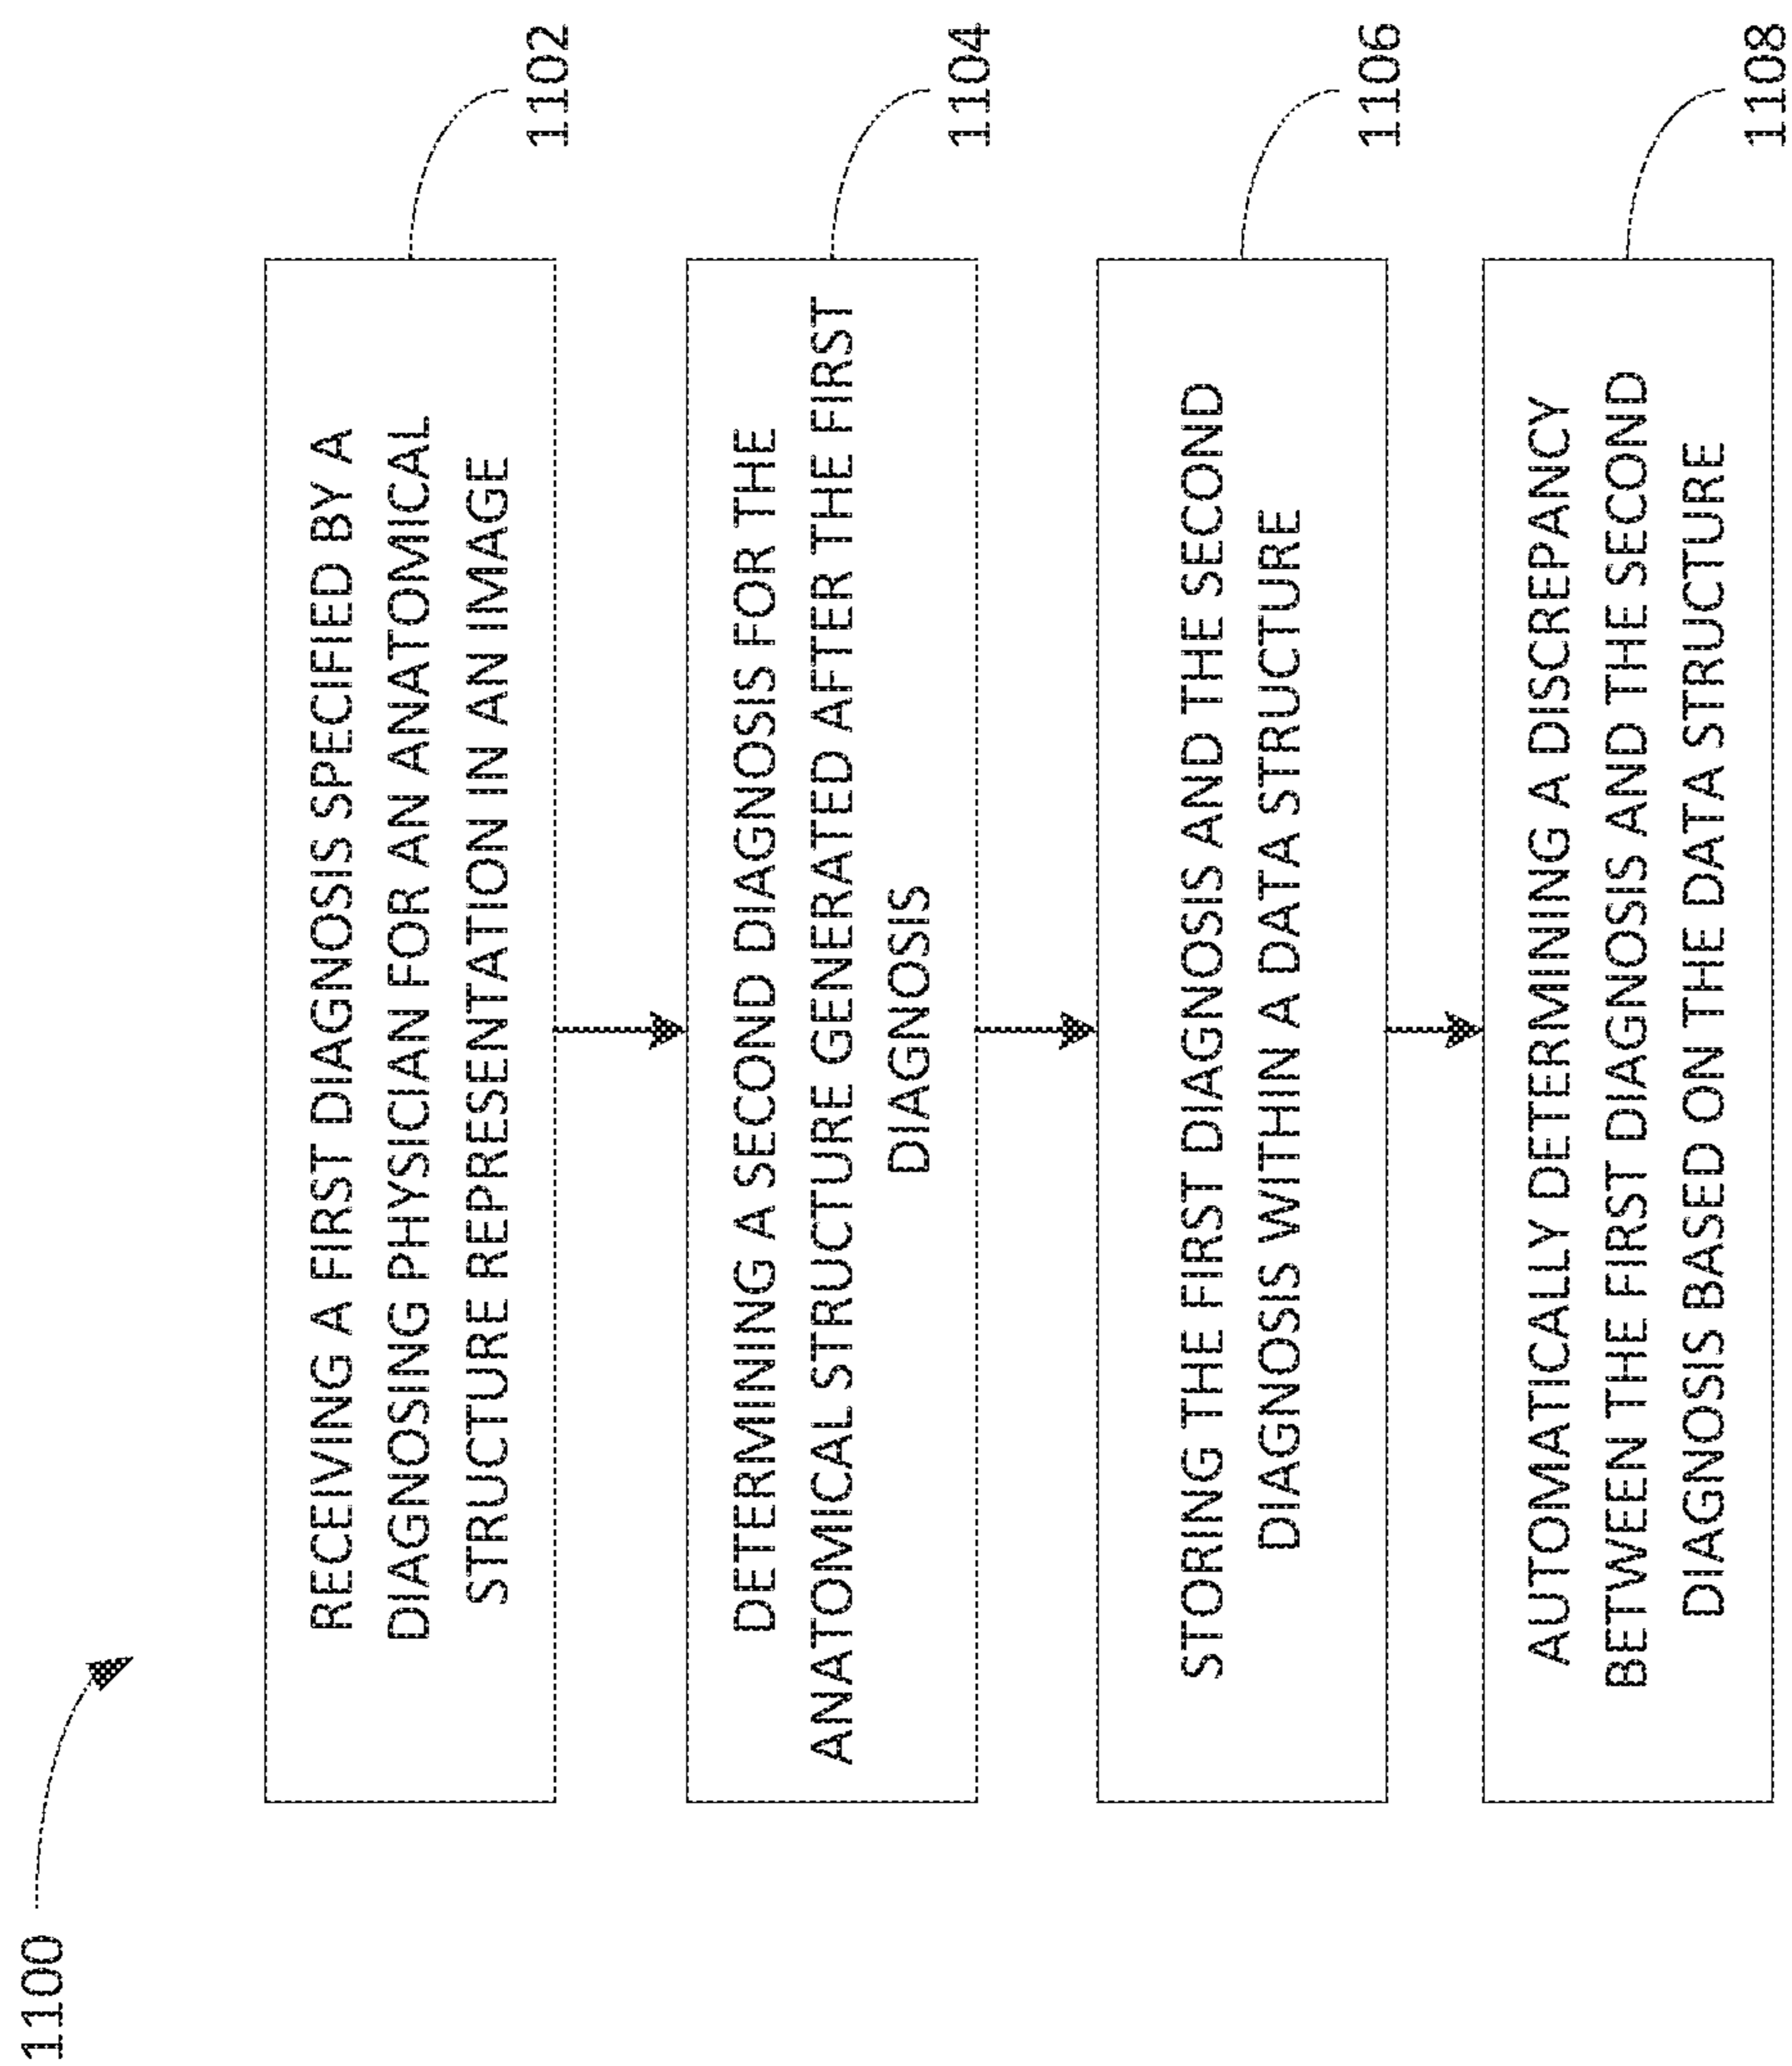 1100
RECEIVING A FIRST DIAGNOSIS SPECIFIED BY A
DIAGNOSING PHYSICIAN FOR AN ANATOMICAL
STRUCTURE REPRESENTATION IN AN IMAGE
1102
DETERMINING A SECOND DIAGNOSIS FOR THE
ANATOMICAL STRUCTURE GENERATED AFTER THE FIRST
DIAGNOSIS
1104
STORING THE FIRST DIAGNOSIS AND THE SECOND
DIAGNOSIS WITHIN A DATA STRUCTURE
1106
AUTOMATICALLY DETERMINING A DISCREPANCY
BETWEEN THE FIRST DIAGNOSIS AND THE SECOND
DIAGNOSIS BASED ON THE DATA STRUCTURE
1108